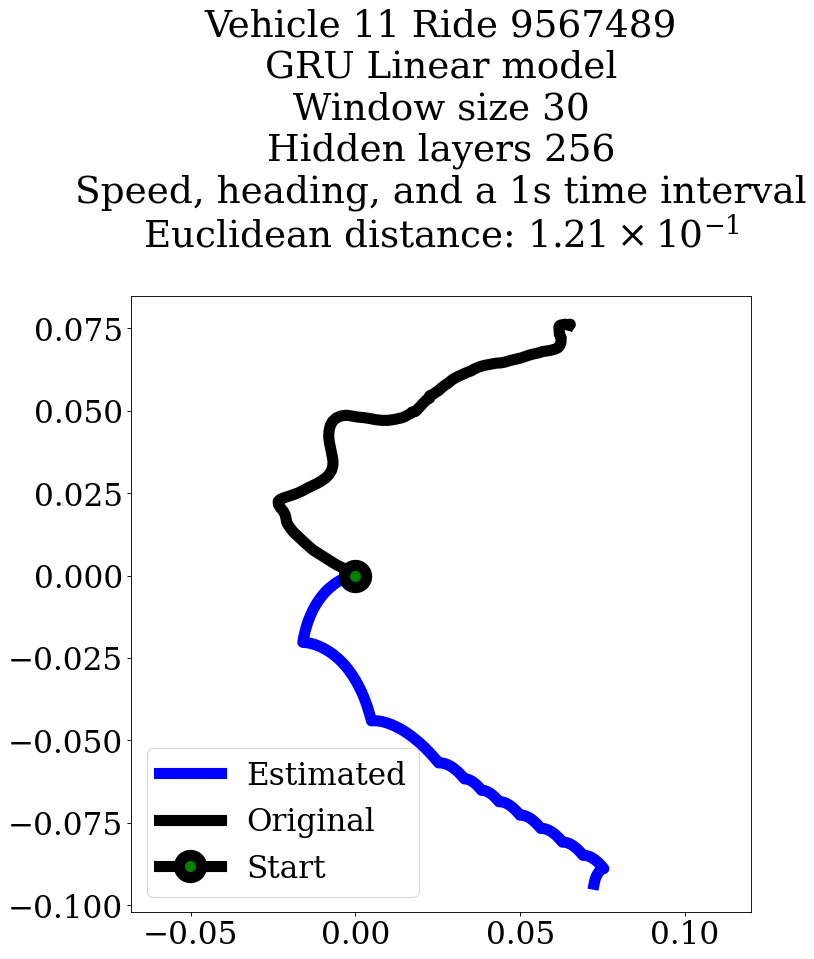 Vehicle 11 Ride 9567489
GRU Linear model
Window size 30
Hidden layers 256
Speed, heading, and a 1s time interval
Euclidean distance: 1.21 × 10⁻¹
0.075
0.050
0.025
0.000
−0.025
−0.050
−0.075
−0.100
Estimated
Original
Start
−0.05
0.00
0.05
0.10